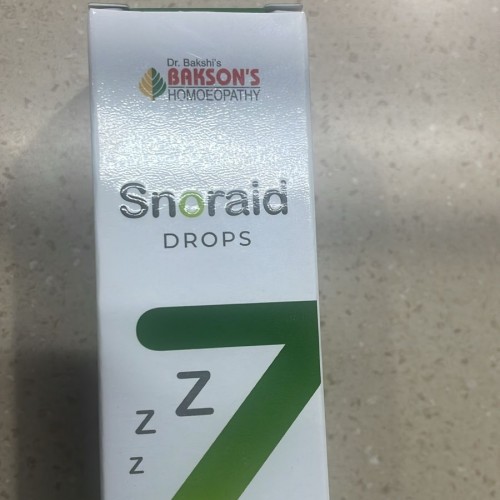 Dr. Bakshi's
BAKSON'S
HOMOEOPATHY
Snoraid
DROPS
Z
Z
Z
Z